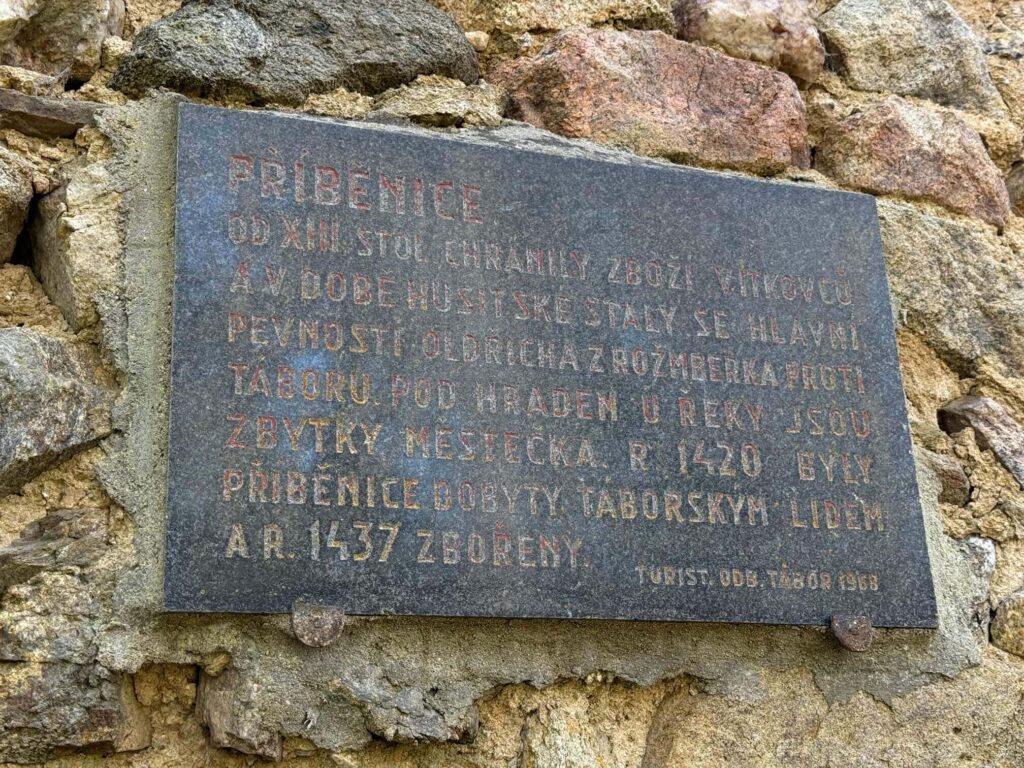 PŘÍBĚNICE
OD XIII. STOL. CHRÁNILY ZBOŽÍ VÍTKOVCŮ
A V DOBĚ HUSITSKÉ STALY SE HLAVNÍ
PEVNOSTÍ OLDŘICHA Z ROŽMBERKA PROTI
TÁBORU. POD HRADEM U ŘEKY JSOU
ZBYTKY MĚSTEČKA. R. 1420 BYLY
PŘIBĚNICE DOBYTY TÁBORSKÝM LIDEM
A R. 1437 ZBOŘENY.
TURIST. ODB. TÁBOR 1968